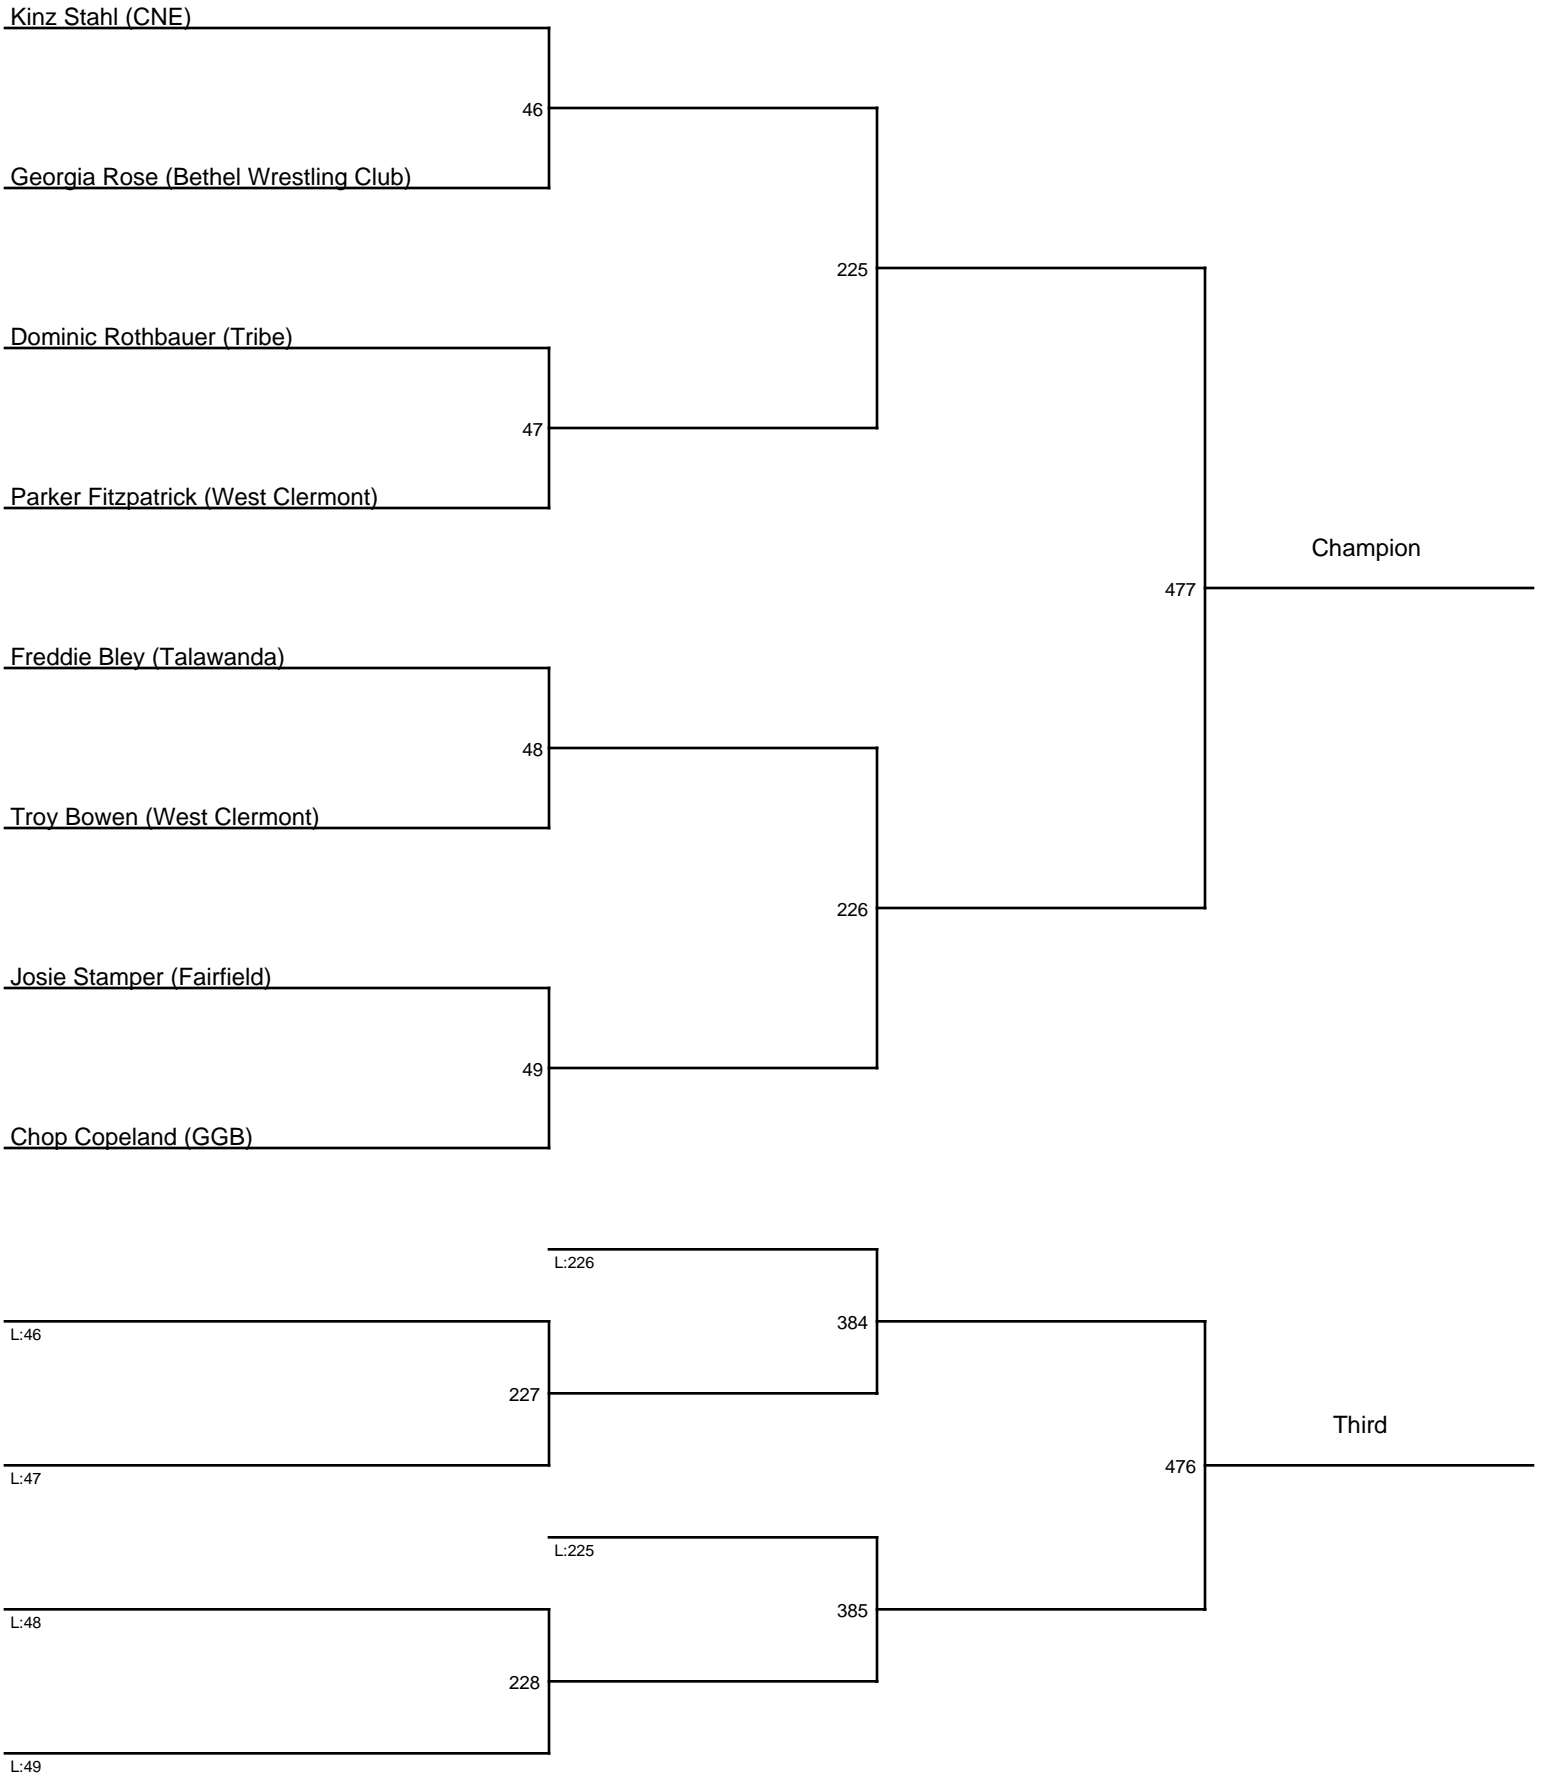 Kinz Stahl (CNE)
46
Georgia Rose (Bethel Wrestling Club)
225
Dominic Rothbauer (Tribe)
47
Parker Fitzpatrick (West Clermont)
Champion
477
Freddie Bley (Talawanda)
48
Troy Bowen (West Clermont)
226
Josie Stamper (Fairfield)
49
Chop Copeland (GGB)
L:226
384
L:46
227
Third
476
L:47
L:225
385
L:48
228
L:49